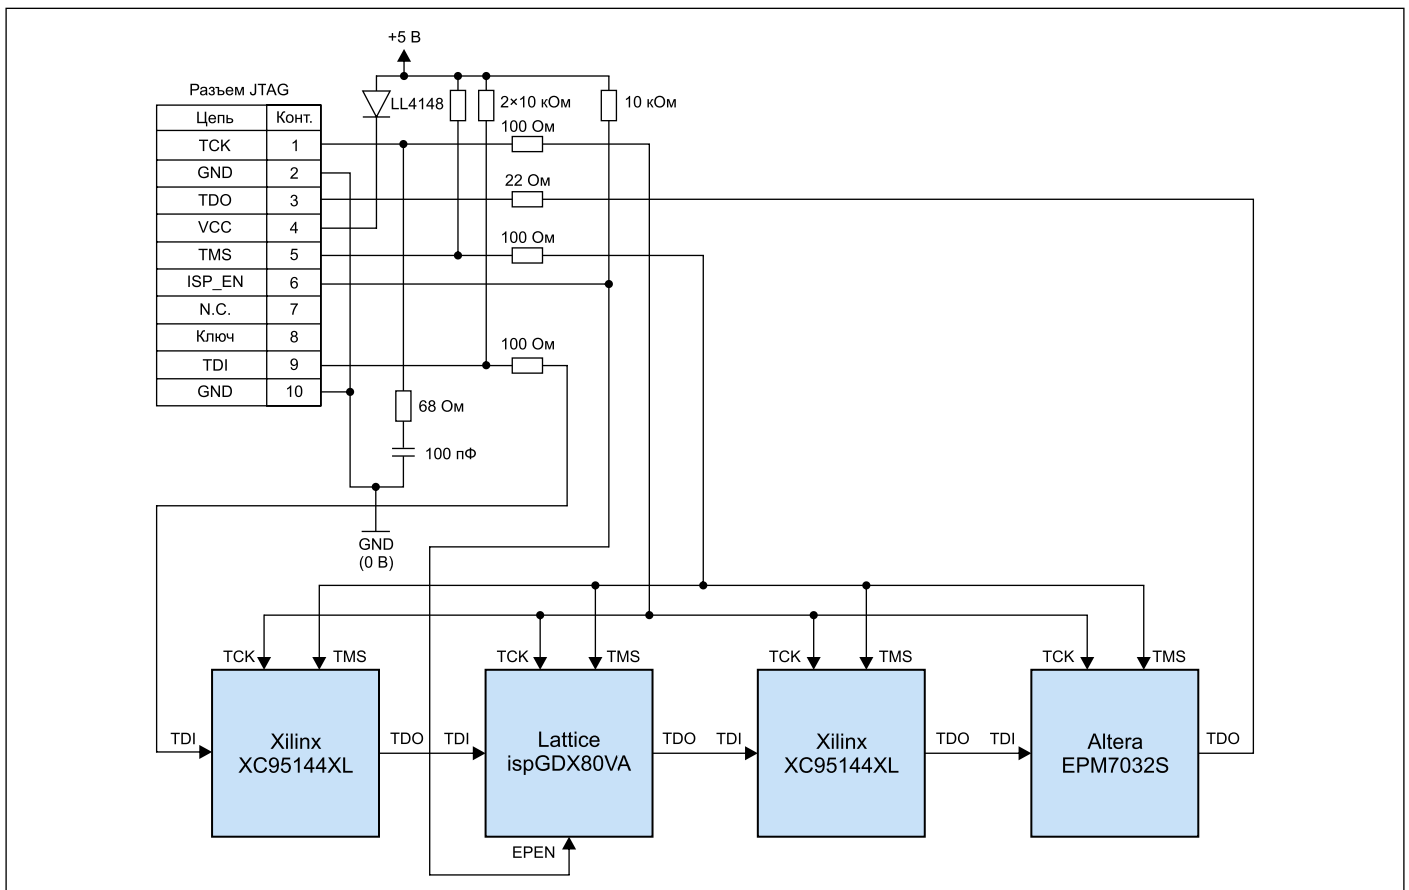 +5 В
Разъем JTAG
Цепь Конт.
TCK 1
GND 2
TDO 3
VCC 4
TMS 5
ISP_EN 6
N.C. 7
Ключ 8
TDI 9
GND 10
LL4148
2×10 кОм
10 кОм
100 Ом
22 Ом
100 Ом
100 Ом
68 Ом
100 пФ
GND
(0 В)
TCK TMS TCK TMS TCK TMS TCK TMS
TDI TDO TDI TDO TDI TDO TDI TDO
Xilinx
XC95144XL
Lattice
ispGDX80VA
Xilinx
XC95144XL
Altera
EPM7032S
EPEN